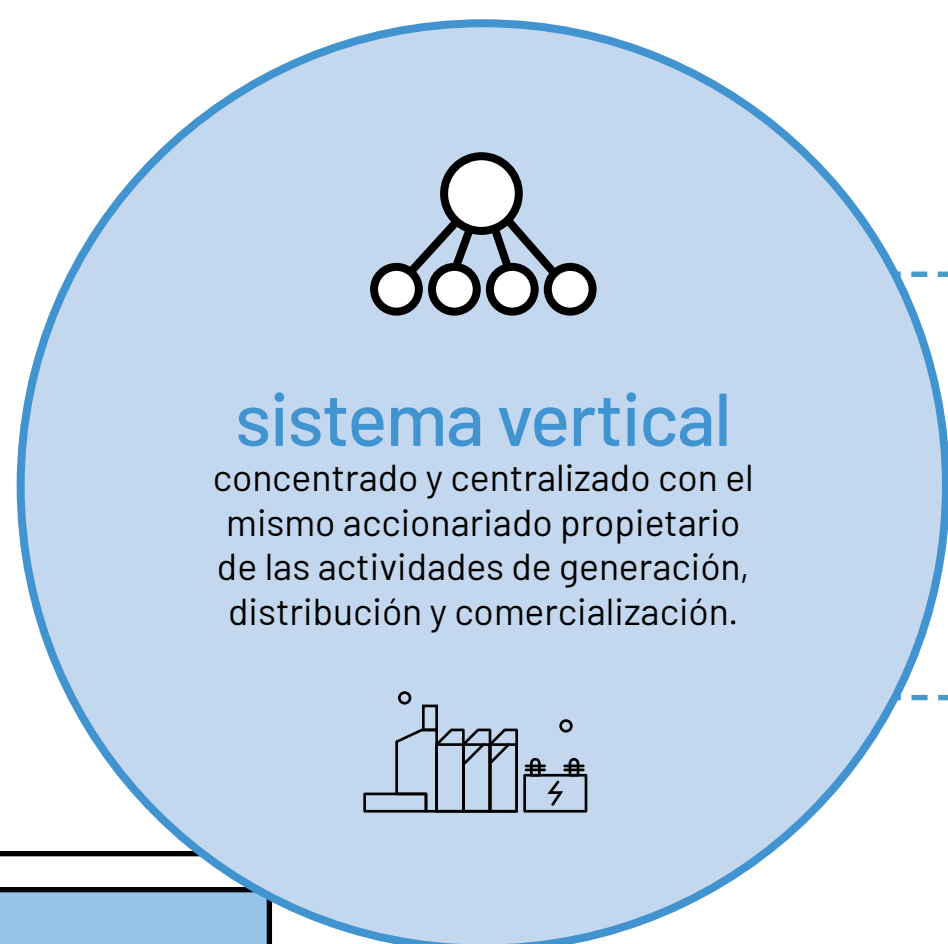 sistema vertical
concentrado y centralizado con el
mismo accionariado propietario
de las actividades de generación,
distribución y comercialización.